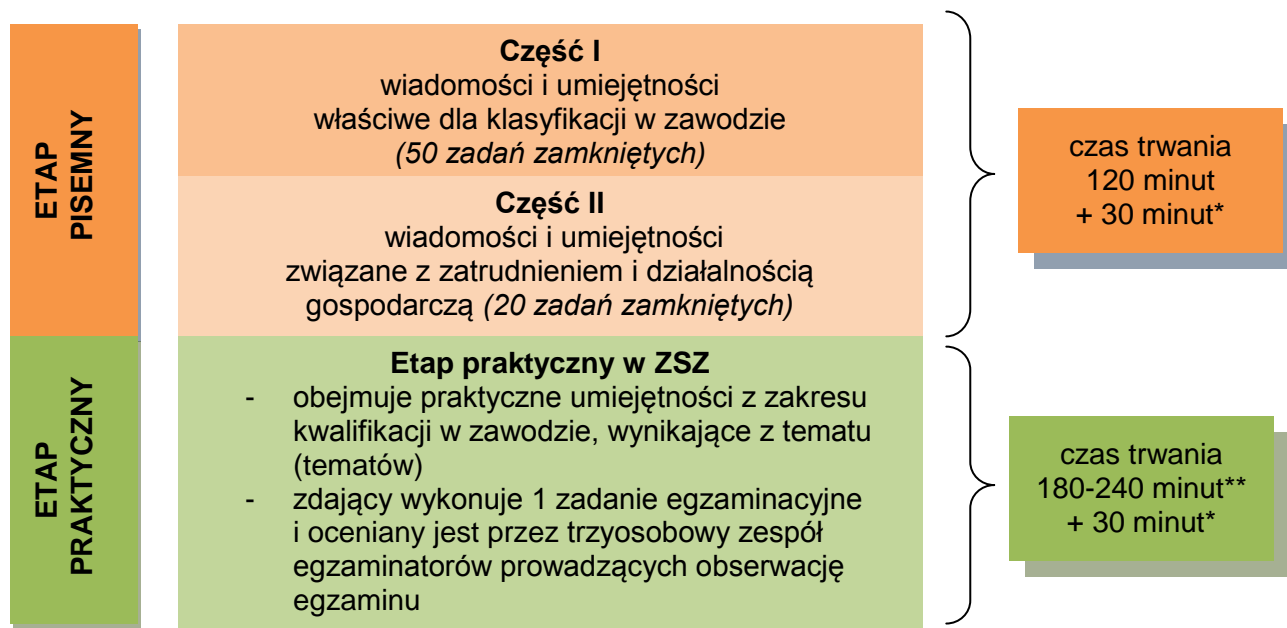 ETAP
PISEMNY
Część I
wiadomości i umiejętności
właściwe dla klasyfikacji w zawodzie
(50 zadań zamkniętych)
Część II
wiadomości i umiejętności
związane z zatrudnieniem i działalnością
gospodarczą (20 zadań zamkniętych)
czas trwania
120 minut
+ 30 minut*
ETAP
PRAKTYCZNY
Etap praktyczny w ZSZ
- obejmuje praktyczne umiejętności z zakresu
kwalifikacji w zawodzie, wynikające z tematu
(tematów)
- zdający wykonuje 1 zadanie egzaminacyjne
i oceniany jest przez trzyosobowy zespół
egzaminatorów prowadzących obserwację
egzaminu
czas trwania
180-240 minut**
+ 30 minut*